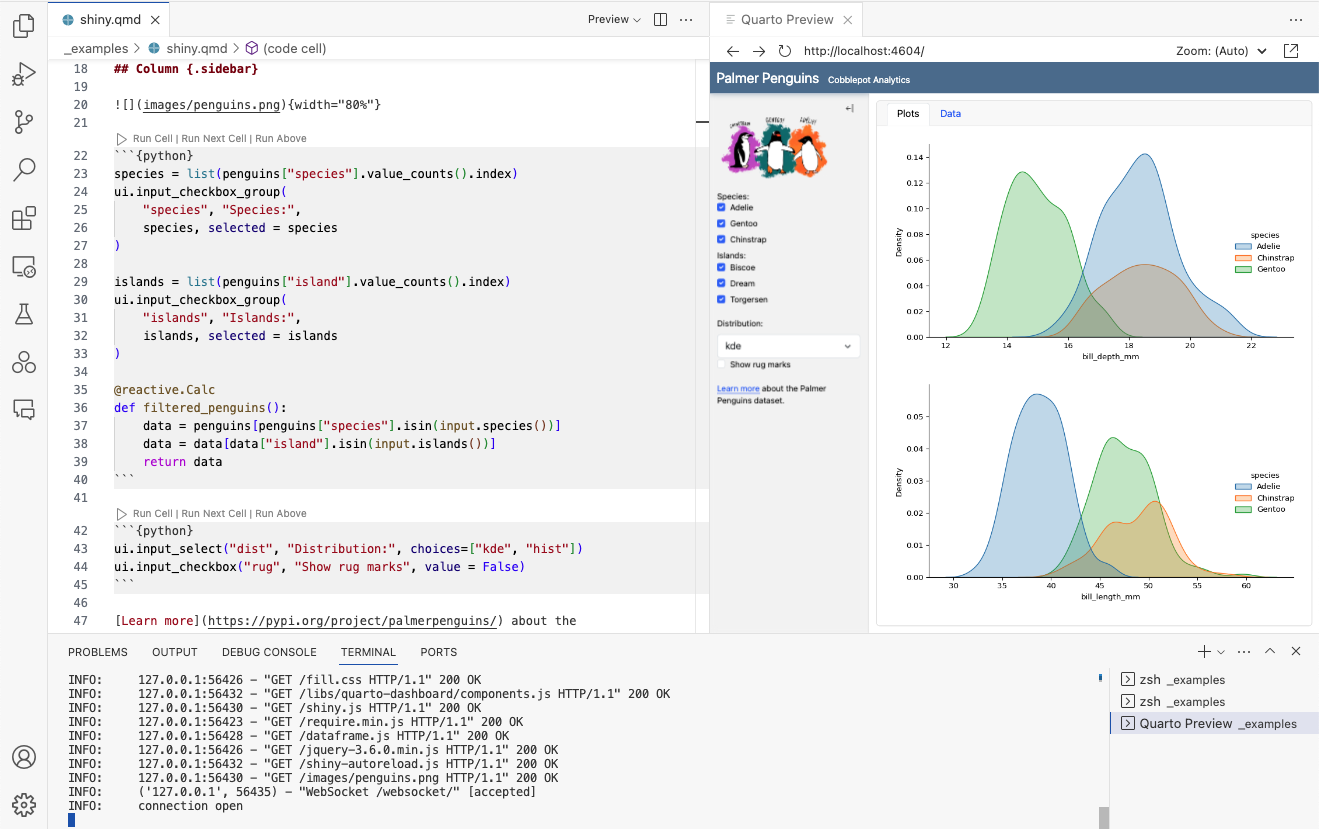 shiny.qmd
Preview
_examples > shiny.qmd > (code cell)
18 ## Column {.sidebar}
19
20 ![](images/penguins.png){width="80%"}
21
Run Cell | Run Next Cell | Run Above
22 ```{python}
23 species = list(penguins["species"].value_counts().index)
24 ui.input_checkbox_group(
25 "species", "Species:",
26 species, selected = species
27 )
28
29 islands = list(penguins["island"].value_counts().index)
30 ui.input_checkbox_group(
31 "islands", "Islands:",
32 islands, selected = islands
33 )
34
35 @reactive.Calc
36 def filtered_penguins():
37 data = penguins[penguins["species"].isin(input.species())]
38 data = data[data["island"].isin(input.islands())]
39 return data
40 ```
41
Run Cell | Run Next Cell | Run Above
42 ```{python}
43 ui.input_select("dist", "Distribution:", choices=["kde", "hist"])
44 ui.input_checkbox("rug", "Show rug marks", value = False)
45 ```
46
47 [Learn more](https://pypi.org/project/palmerpenguins/) about the
Quarto Preview
http://localhost:4604/
Zoom: (Auto)
Palmer Penguins Cobblepot Analytics
Species:
Adelie
Gentoo
Chinstrap
Islands:
Biscoe
Dream
Torgersen
Distribution:
kde
Show rug marks
Learn more about the Palmer
Penguins dataset.
Plots Data
0.14
0.12
0.10
0.08
0.06
0.04
0.02
0.00
Density
12 14 16 18 20 22
bill_depth_mm
species
Adelie
Chinstrap
Gentoo
0.05
0.04
0.03
0.02
0.01
0.00
Density
30 35 40 45 50 55 60
bill_length_mm
species
Adelie
Chinstrap
Gentoo
PROBLEMS OUTPUT DEBUG CONSOLE TERMINAL PORTS
INFO: 127.0.0.1:56426 - "GET /fill.css HTTP/1.1" 200 OK
INFO: 127.0.0.1:56432 - "GET /libs/quarto-dashboard/components.js HTTP/1.1" 200 OK
INFO: 127.0.0.1:56430 - "GET /shiny.js HTTP/1.1" 200 OK
INFO: 127.0.0.1:56423 - "GET /require.min.js HTTP/1.1" 200 OK
INFO: 127.0.0.1:56428 - "GET /dataframe.js HTTP/1.1" 200 OK
INFO: 127.0.0.1:56426 - "GET /jquery-3.6.0.min.js HTTP/1.1" 200 OK
INFO: 127.0.0.1:56432 - "GET /shiny-autoreload.js HTTP/1.1" 200 OK
INFO: 127.0.0.1:56430 - "GET /images/penguins.png HTTP/1.1" 200 OK
INFO: ('127.0.0.1', 56435) - "WebSocket /websocket/" [accepted]
INFO: connection open
zsh _examples
zsh _examples
Quarto Preview _examples